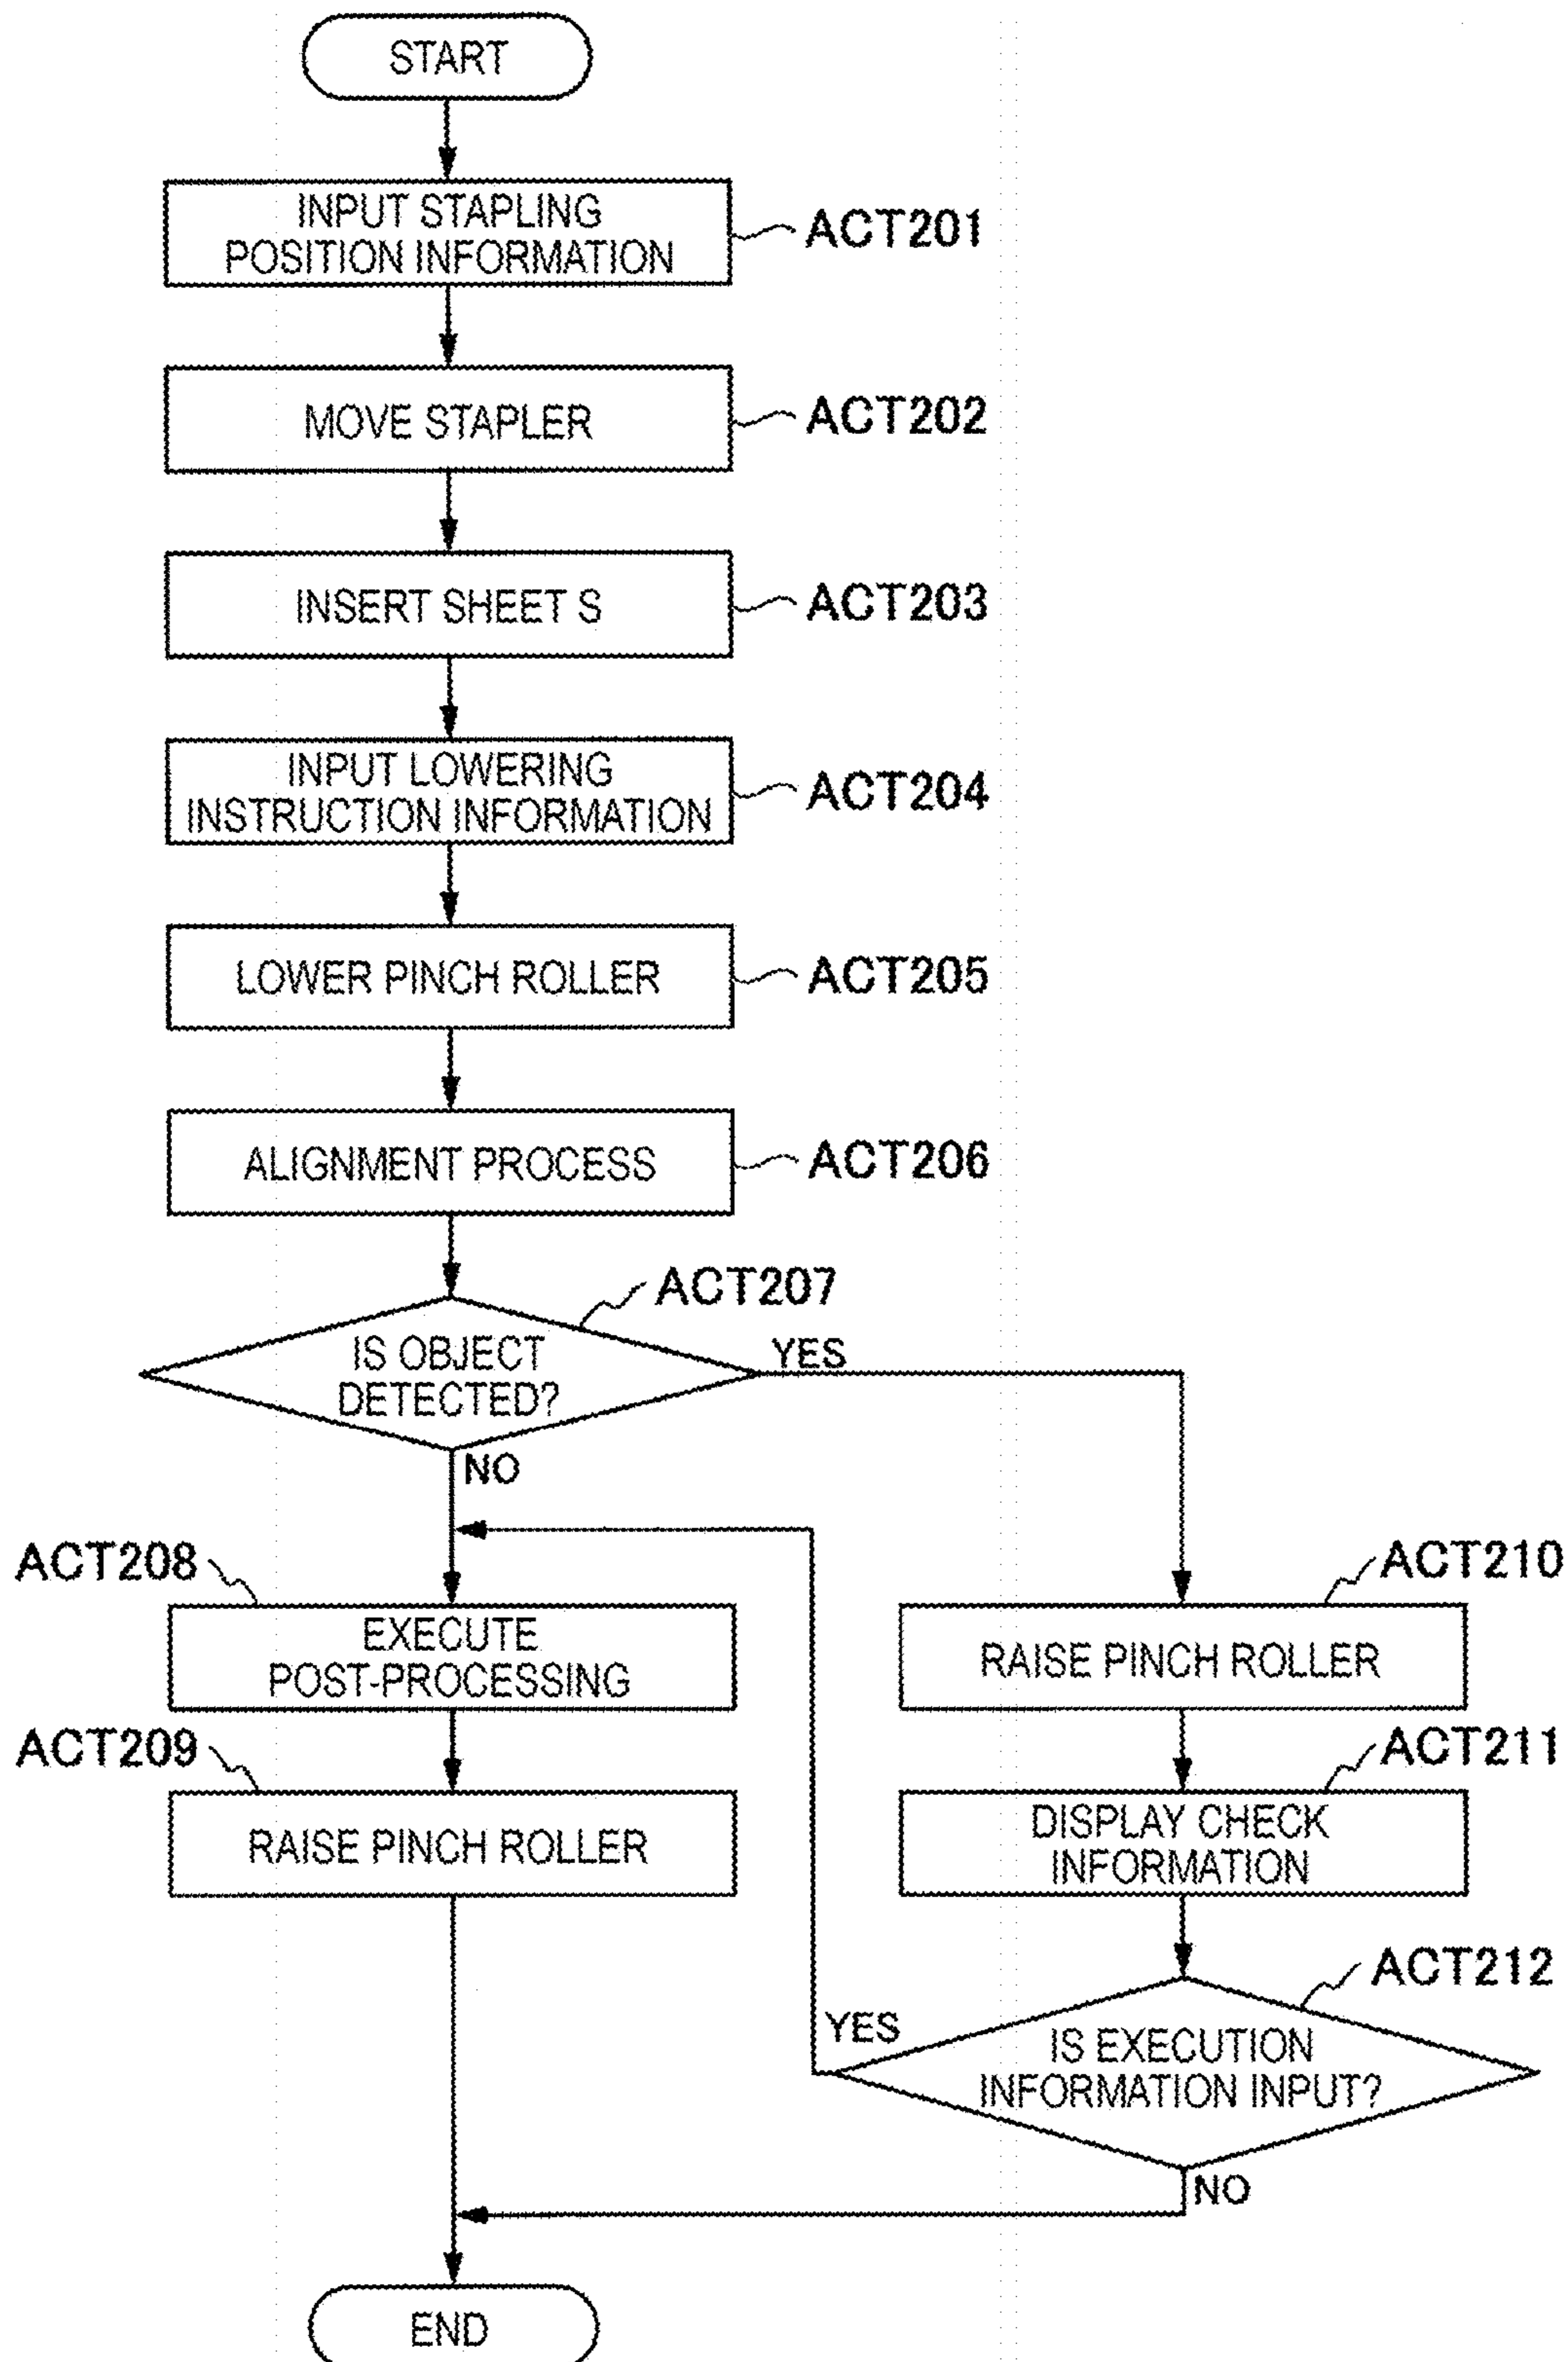 START
INPUT STAPLING
POSITION INFORMATION
ACT201
MOVE STAPLER
ACT202
INSERT SHEET S
ACT203
INPUT LOWERING
INSTRUCTION INFORMATION
ACT204
LOWER PINCH ROLLER
ACT205
ALIGNMENT PROCESS
ACT206
ACT207
IS OBJECT
DETECTED?
YES
NO
ACT208
EXECUTE
POST-PROCESSING
ACT209
RAISE PINCH ROLLER
ACT210
RAISE PINCH ROLLER
ACT211
DISPLAY CHECK
INFORMATION
ACT212
YES
IS EXECUTION
INFORMATION INPUT?
NO
END